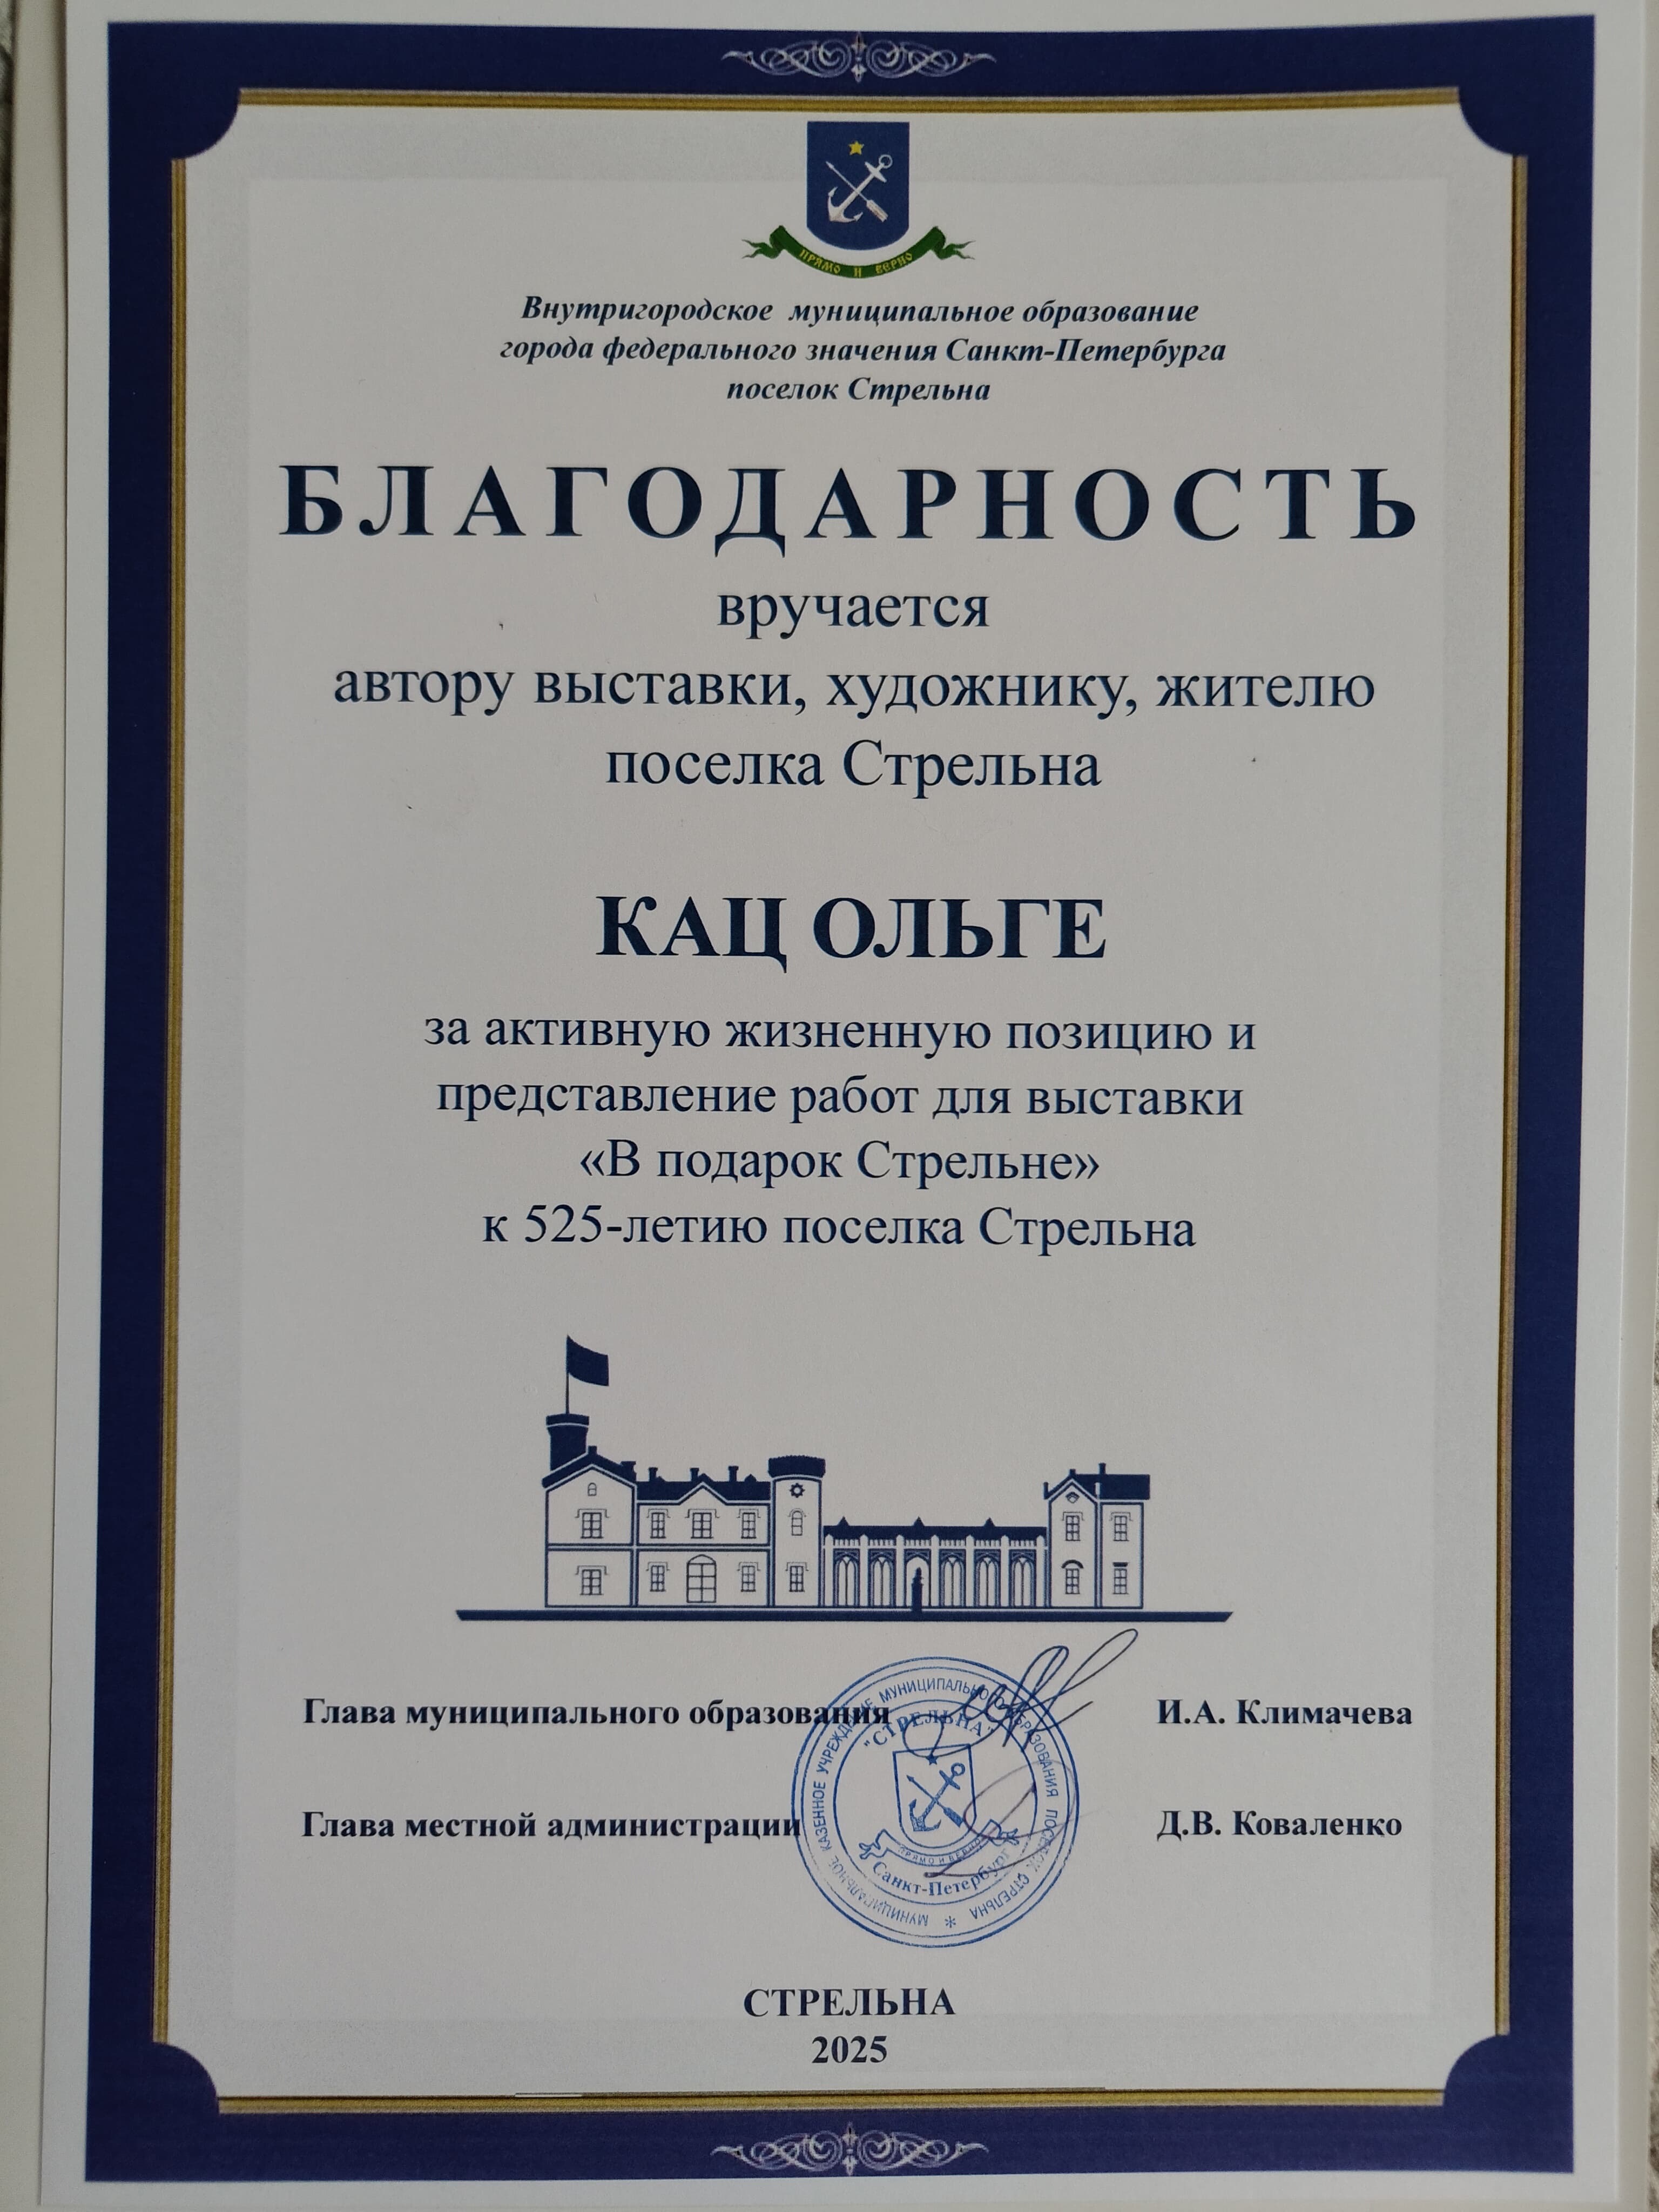 ПРЯМО И ВЕРНО
Внутригородское муниципальное образование
города федерального значения Санкт-Петербурга
поселок Стрельна
БЛАГОДАРНОСТЬ
вручается
автору выставки, художнику, жителю
поселка Стрельна
КАЦ ОЛЬГЕ
за активную жизненную позицию и
представление работ для выставки
«В подарок Стрельне»
к 525-летию поселка Стрельна
Глава муниципального образования И.А. Климачева
Глава местной администрации Д.В. Коваленко
МУНИЦИПАЛЬНОЕ КАЗЕННОЕ УЧРЕЖДЕНИЕ МУНИЦИПАЛЬНОГО ОБРАЗОВАНИЯ ПОСЕЛОК СТРЕЛЬНА *
"СТРЕЛЬНА"
ПРЯМО И ВЕРНО
Санкт-Петербург
СТРЕЛЬНА
2025